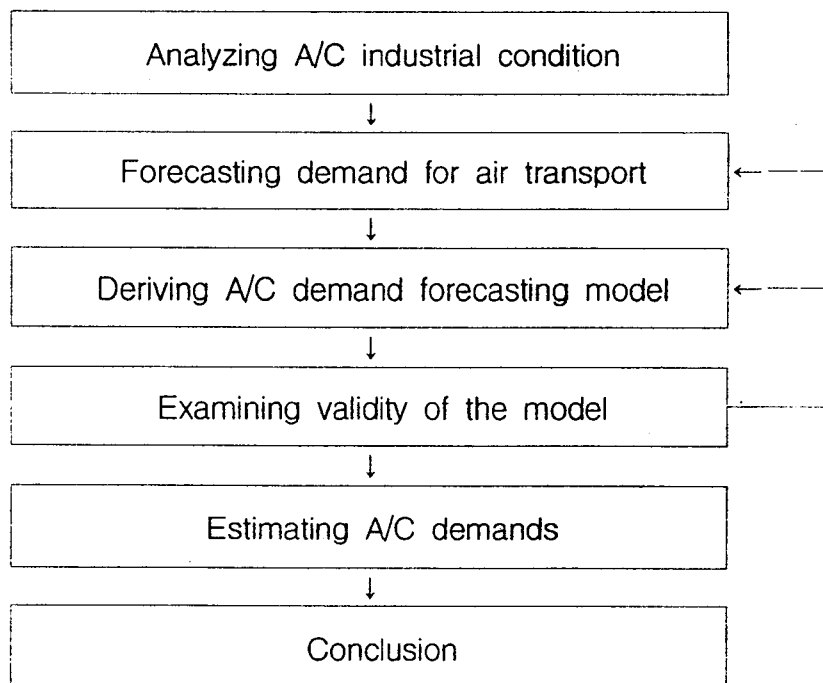 Analyzing A/C industrial condition
Forecasting demand for air transport
Deriving A/C demand forecasting model
Examining validity of the model
Estimating A/C demands
Conclusion